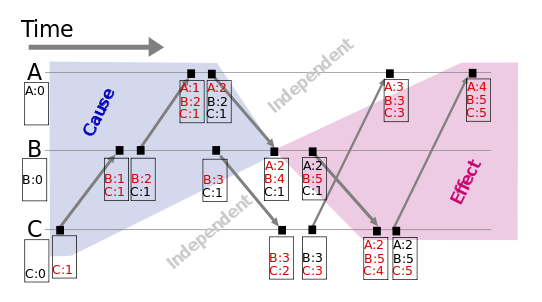 Time
Independent
A
A:0
A:1
B:2
C:1
A:2
B:2
C:1
A:3
B:3
C:3
A:4
B:5
C:5
Cause
B
B:0
B:1
C:1
B:2
C:1
B:3
C:1
A:2
B:4
C:1
A:2
B:5
C:1
Effect
Independent
C
C:0
C:1
B:3
C:2
B:3
C:3
A:2
B:5
C:4
A:2
B:5
C:5